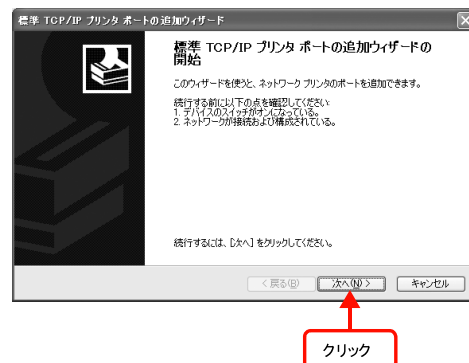 標準 TCP/IP プリンタ ポートの追加ウィザード
標準 TCP/IP プリンタ ポートの追加ウィザードの
開始
このウィザードを使うと、ネットワーク プリンタのポートを追加できます。
続行する前に以下の点を確認してください:
1. デバイスのスイッチがオンになっている。
2. ネットワークが接続および構成されている。
続行するには、[次へ] をクリックしてください。
< 戻る(B)
次へ(N) >
キャンセル
クリック